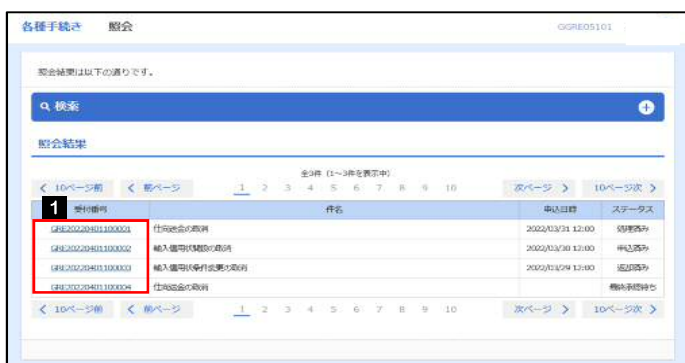 各種手続き 照会 GGRE05101
照会結果は以下の通りです。
検索
照会結果
全3件 (1~3件を表示中)
10ページ前 前ページ 1 2 3 4 5 6 7 8 9 10 次ページ 10ページ次
1 受付番号 件名 申込日時 ステータス
GRE20220401100001 仕向送金の取消 2022/03/31 12:00 処理済み
GRE20220401100002 輸入信用状開設の取消 2022/03/30 12:00 申込済み
GRE20220401100003 輸入信用状条件変更の取消 2022/03/29 12:00 返却済み
GRE20220401100004 仕向送金の取消 最終承認待ち
10ページ前 前ページ 1 2 3 4 5 6 7 8 9 10 次ページ 10ページ次